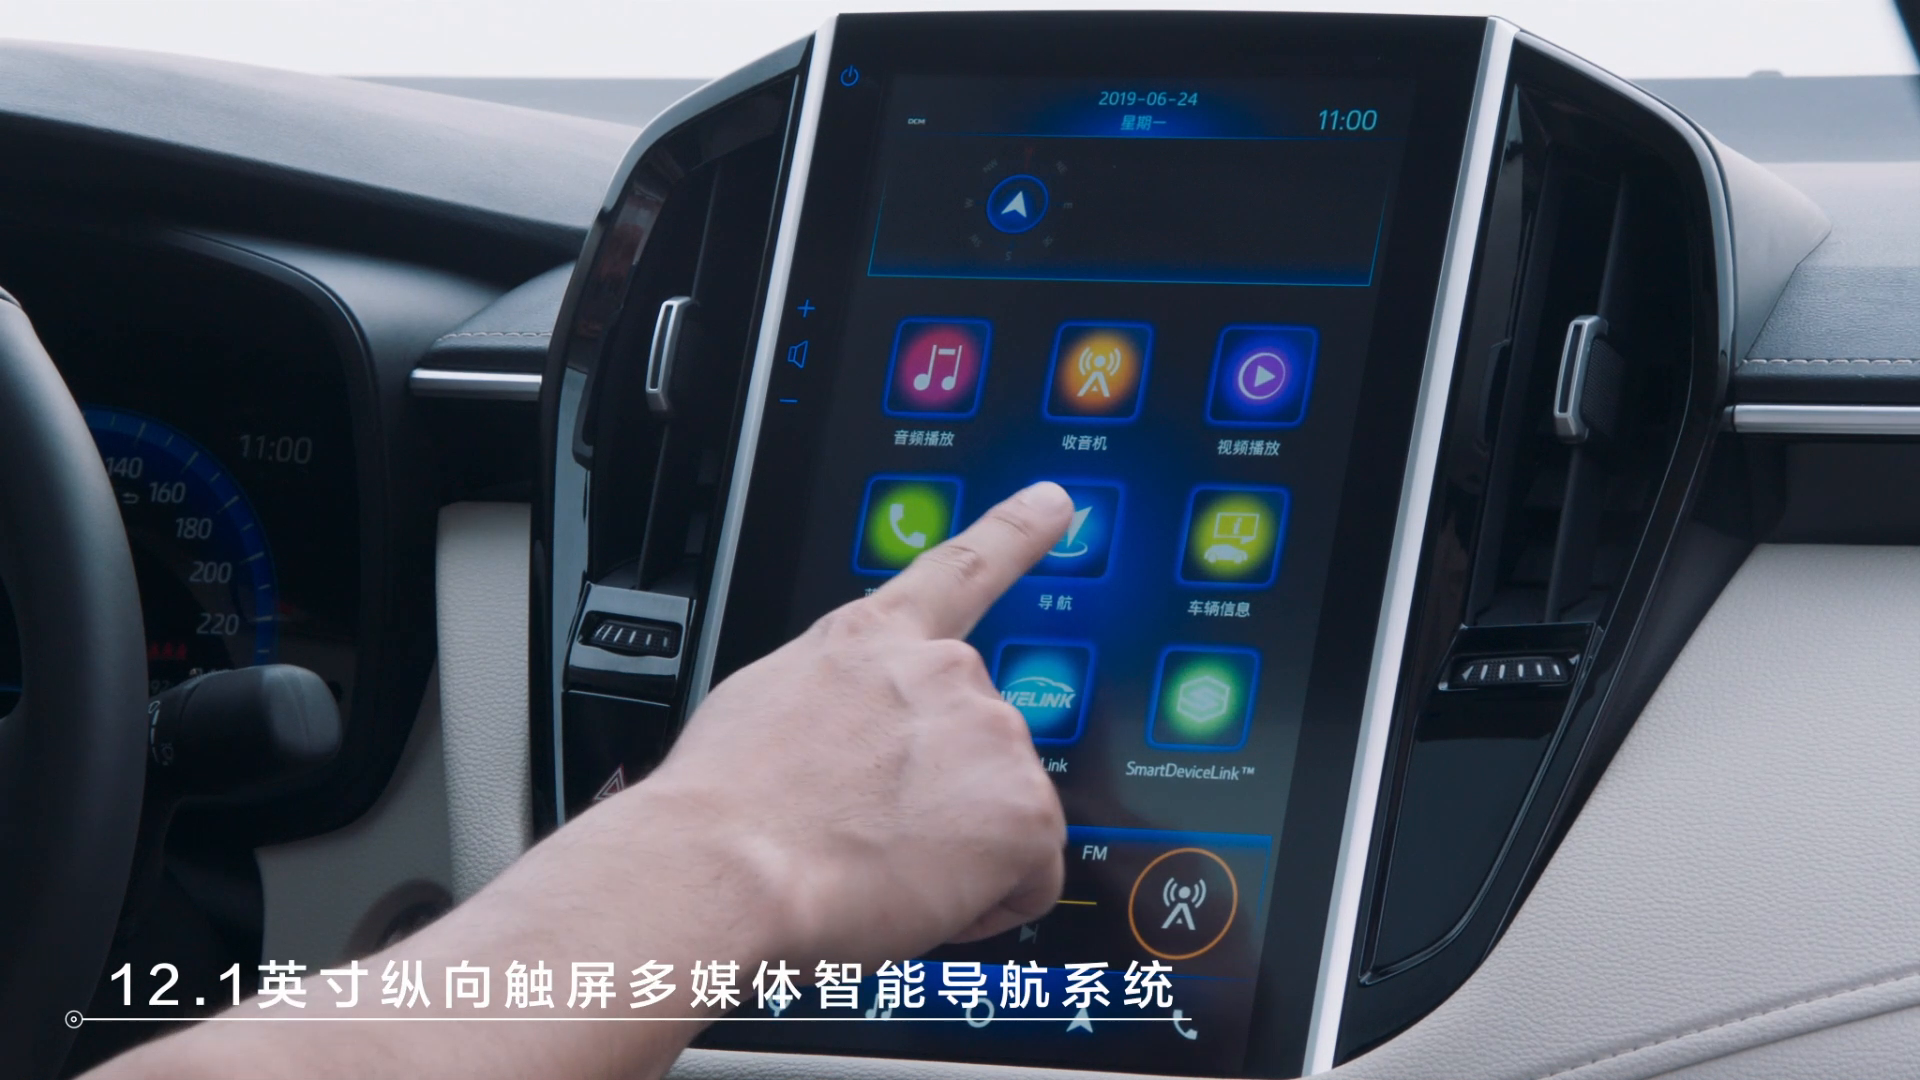 2019-06-24
星期一
11:00
DCM
音频播放
收音机
视频播放
导航
车辆信息
WELINK
Link
SmartDeviceLink™
FM
11:00
140
160
180
200
220
12.1英寸纵向触屏多媒体智能导航系统